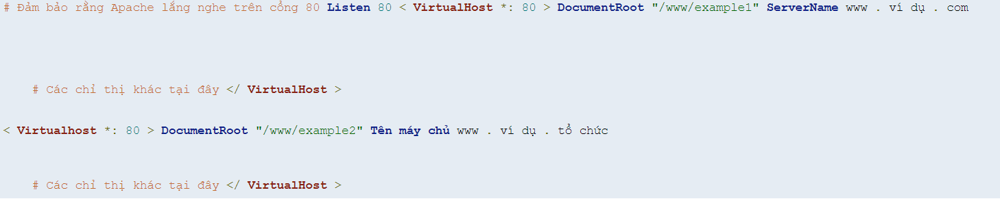 # Đảm bảo rằng Apache lắng nghe trên cổng 80 Listen 80 < VirtualHost *: 80 > DocumentRoot "/www/example1" ServerName www . ví dụ . com
# Các chỉ thị khác tại đây </ VirtualHost >
< Virtualhost *: 80 > DocumentRoot "/www/example2" Tên máy chủ www . ví dụ . tổ chức
# Các chỉ thị khác tại đây </ VirtualHost >